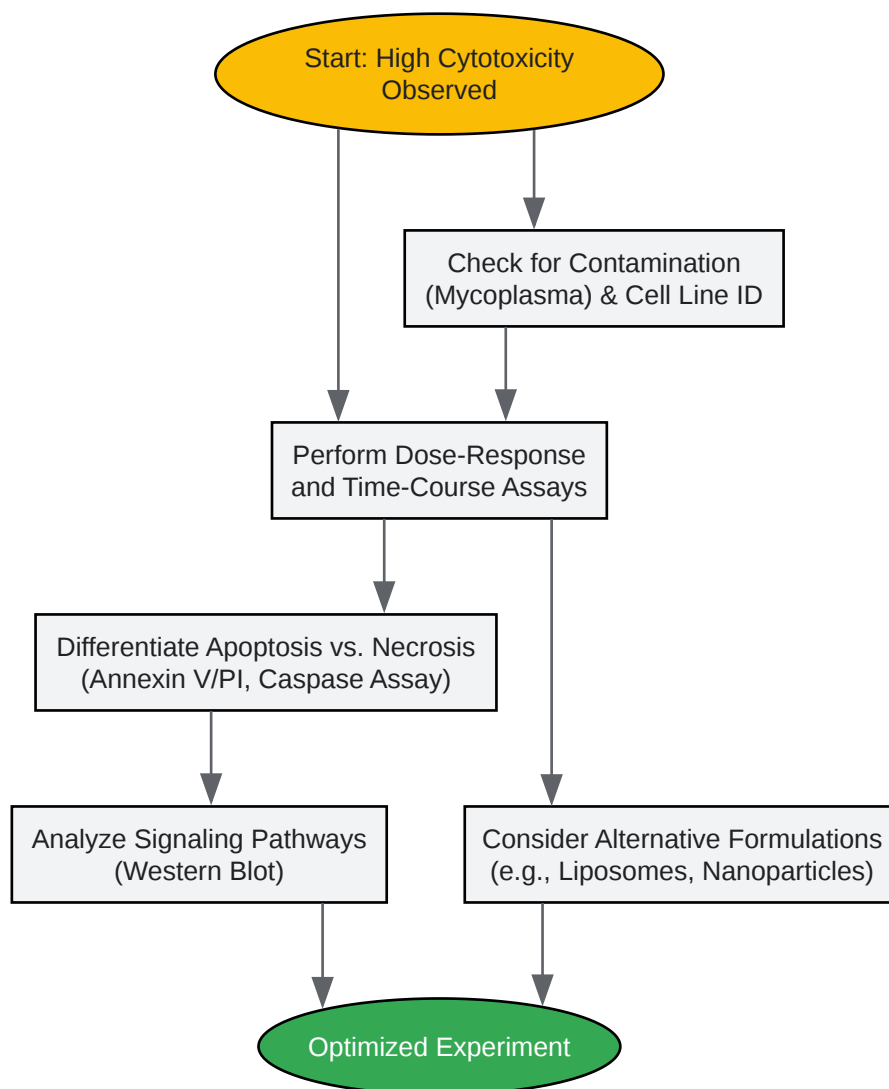 Start: High Cytotoxicity
Observed
Check for Contamination
(Mycoplasma) & Cell Line ID
Perform Dose-Response
and Time-Course Assays
Differentiate Apoptosis vs. Necrosis
(Annexin V/PI, Caspase Assay)
Analyze Signaling Pathways
(Western Blot)
Consider Alternative Formulations
(e.g., Liposomes, Nanoparticles)
Optimized Experiment